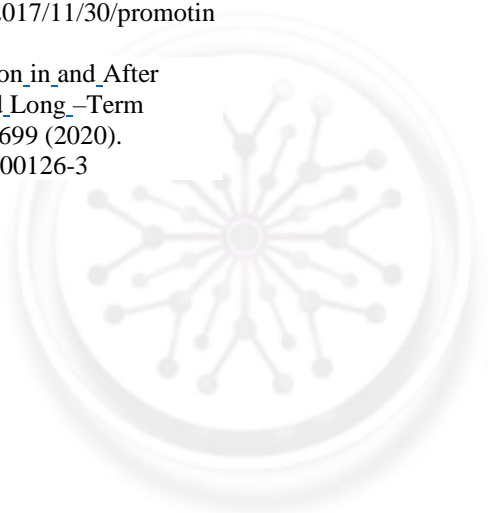 2017/11/30/promotin
on in and After
Long –Term
699 (2020).
00126-3